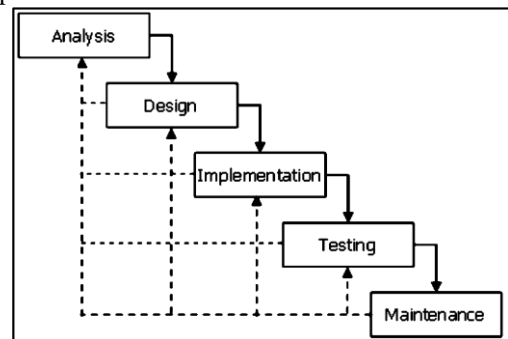 Analysis
Design
Implementation
Testing
Maintenance